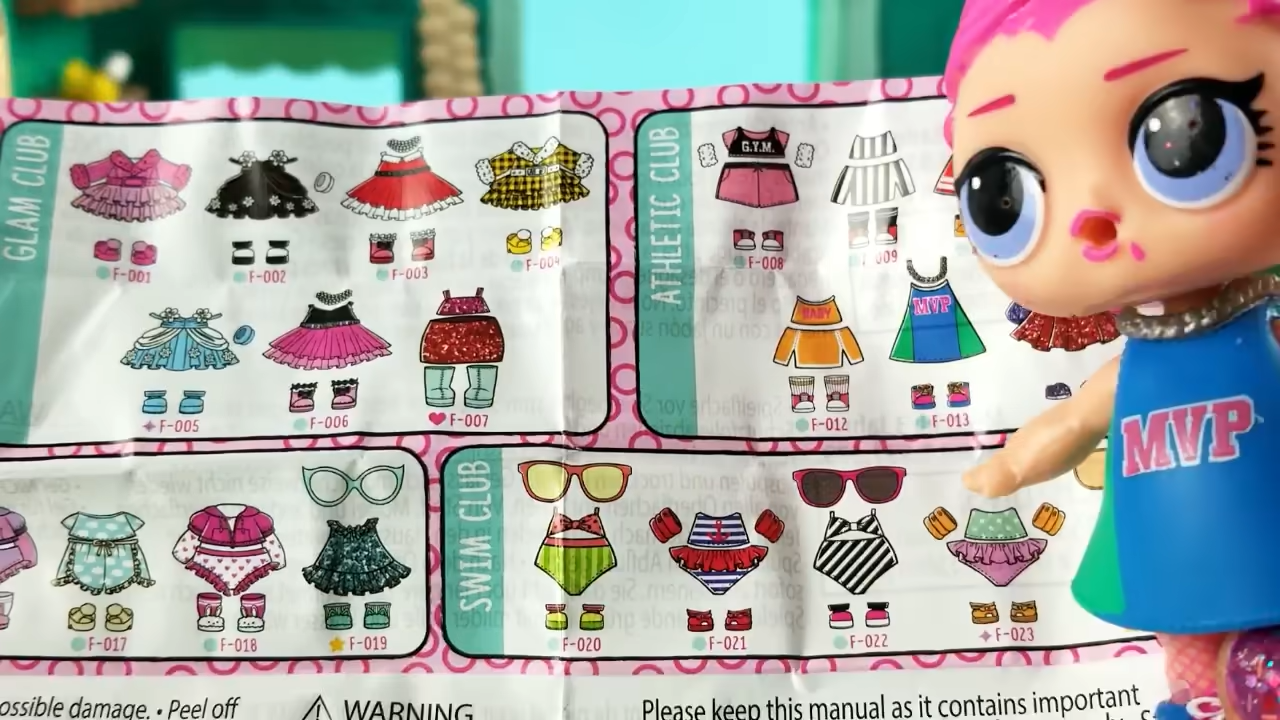 GLAM CLUB
F-001
F-002
F-003
F-004
F-005
F-006
F-007
ATHLETIC CLUB
G.Y.M.
F-008
009
BABY
MVP
F-012
F-013
MVP
F-017
F-018
F-019
SWIM CLUB
F-020
F-021
F-022
F-023
ossible damage. • Peel off
WARNING
Please keep this manual as it contains important